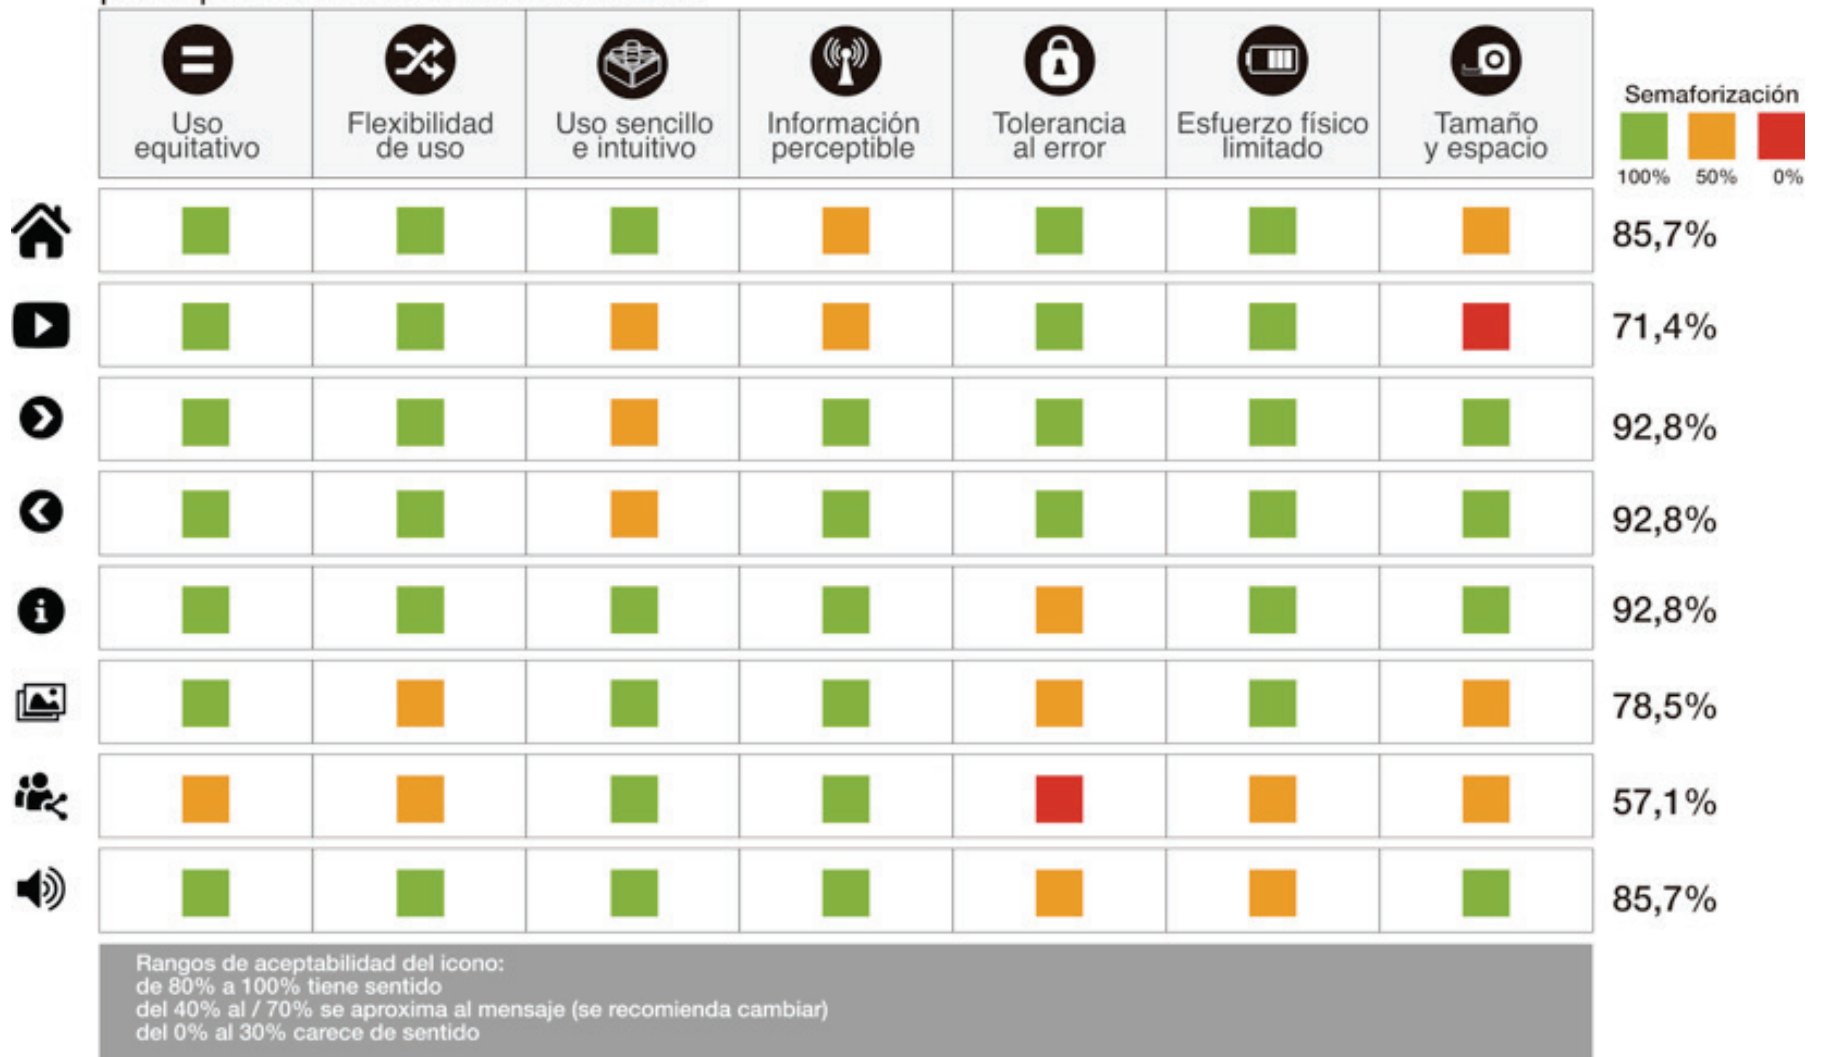 Uso
equitativo
Flexibilidad
de uso
Uso sencillo
e intuitivo
Información
perceptible
Tolerancia
al error
Esfuerzo físico
limitado
Tamaño
y espacio
Semaforización
100% 50% 0%
85,7%
71,4%
92,8%
92,8%
92,8%
78,5%
57,1%
85,7%
Rangos de aceptabilidad del icono:
de 80% a 100% tiene sentido
del 40% al / 70% se aproxima al mensaje (se recomienda cambiar)
del 0% al 30% carece de sentido